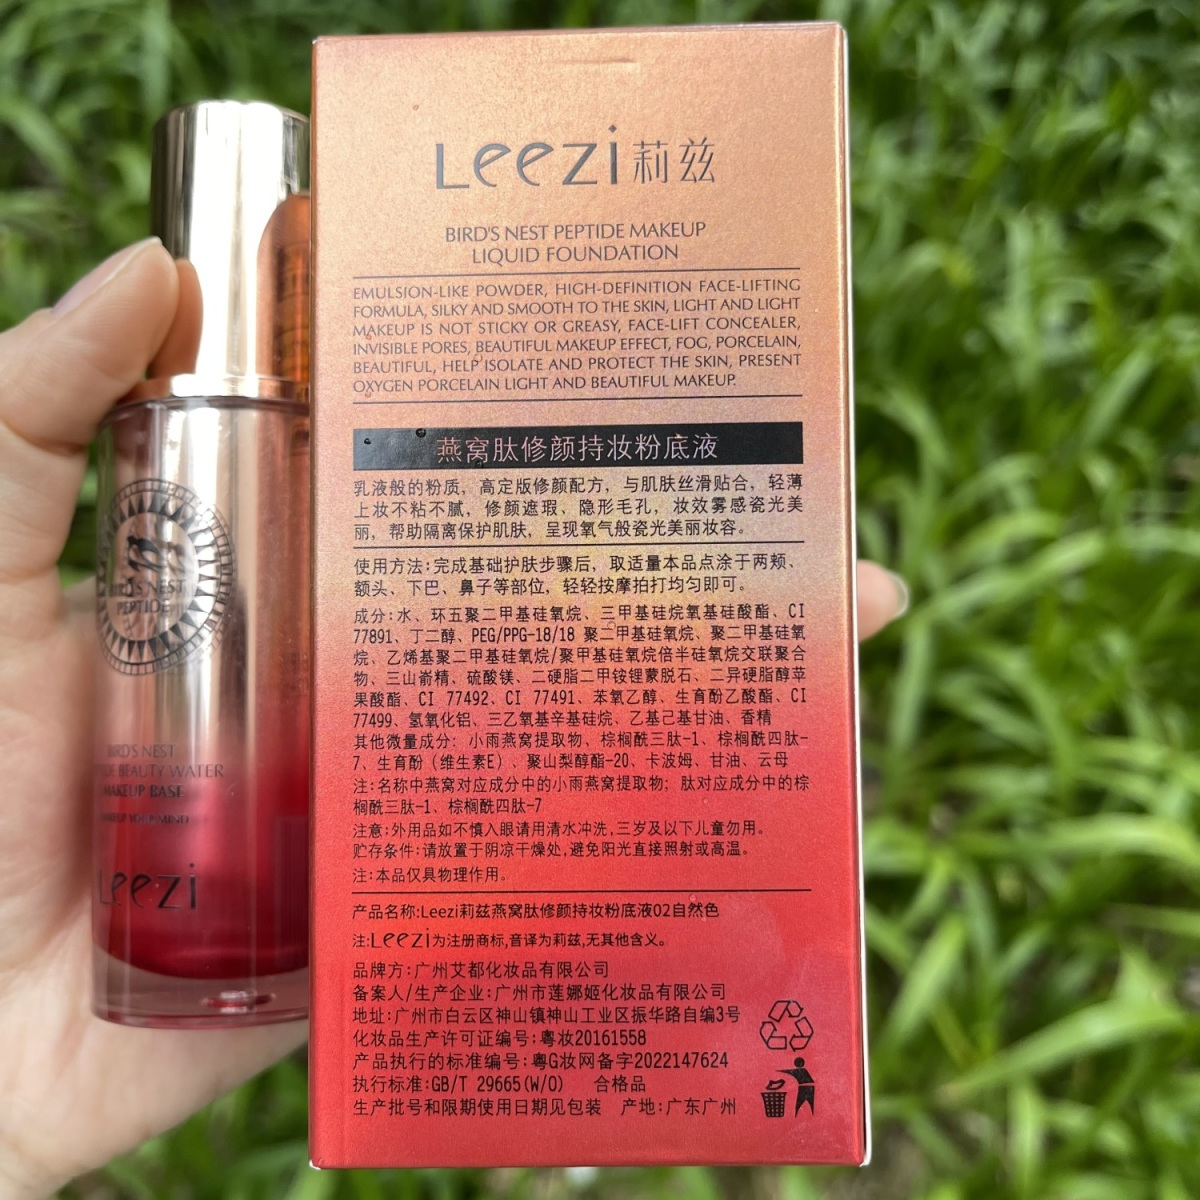 Leezi 莉兹
BIRD'S NEST PEPTIDE MAKEUP
LIQUID FOUNDATION
EMULSION-LIKE POWDER, HIGH-DEFINITION FACE-LIFTING
FORMULA, SILKY AND SMOOTH TO THE SKIN, LIGHT AND LIGHT
MAKEUP IS NOT STICKY OR GREASY, FACE-LIFT CONCEALER,
INVISIBLE PORES, BEAUTIFUL MAKEUP EFFECT, FOG, PORCELAIN,
BEAUTIFUL, HELP ISOLATE AND PROTECT THE SKIN, PRESENT
OXYGEN PORCELAIN LIGHT AND BEAUTIFUL MAKEUP.
燕窝肽修颜持妆粉底液
乳液般的粉质，高定版修颜配方，与肌肤丝滑贴合，轻薄
上妆不粘不腻，修颜遮瑕、隐形毛孔，妆效雾感瓷光美
丽，帮助隔离保护肌肤，呈现氧气般瓷光美丽妆容。
使用方法：完成基础护肤步骤后，取适量本品点涂于两颊、
额头、下巴、鼻子等部位，轻轻按摩拍打均匀即可。
成分：水、环五聚二甲基硅氧烷、三甲基硅烷氧基硅酸酯、CI
77891、丁二醇、PEG/PPG-18/18 聚二甲基硅氧烷、聚二甲基硅氧
烷、乙烯基聚二甲基硅氧烷/聚甲基硅氧烷倍半硅氧烷交联聚合
物、三山嵛精、硫酸镁、二硬脂二甲铵锂蒙脱石、二异硬脂醇苹
果酸酯、CI 77492、CI 77491、苯氧乙醇、生育酚乙酸酯、CI
77499、氢氧化铝、三乙氧基辛基硅烷、乙基己基甘油、香精
其他微量成分：小雨燕窝提取物、棕榈酰三肽-1、棕榈酰四肽-
7、生育酚（维生素E）、聚山梨醇酯-20、卡波姆、甘油、云母
注：名称中燕窝对应成分中的小雨燕窝提取物；肽对应成分中的棕
榈酰三肽-1、棕榈酰四肽-7
注意：外用品如不慎入眼请用清水冲洗，三岁及以下儿童勿用。
贮存条件：请放置于阴凉干燥处，避免阳光直接照射或高温。
注：本品仅具物理作用。
产品名称：Leezi莉兹燕窝肽修颜持妆粉底液02自然色
注：Leezi为注册商标，音译为莉兹，无其他含义。
品牌方：广州艾都化妆品有限公司
备案人/生产企业：广州市莲娜姬化妆品有限公司
地址：广州市白云区神山镇神山工业区振华路自编3号
化妆品生产许可证编号：粤妆20161558
产品执行的标准编号：粤G妆网备字2022147624
执行标准：GB/T 29665(W/O) 合格品
生产批号和限期使用日期见包装 产地：广东广州
BIRD'S NEST
PEPTIDE
BIRD'S NEST
BEAUTY WATER
MAKEUP BASE
YOUR MIND
Leezi